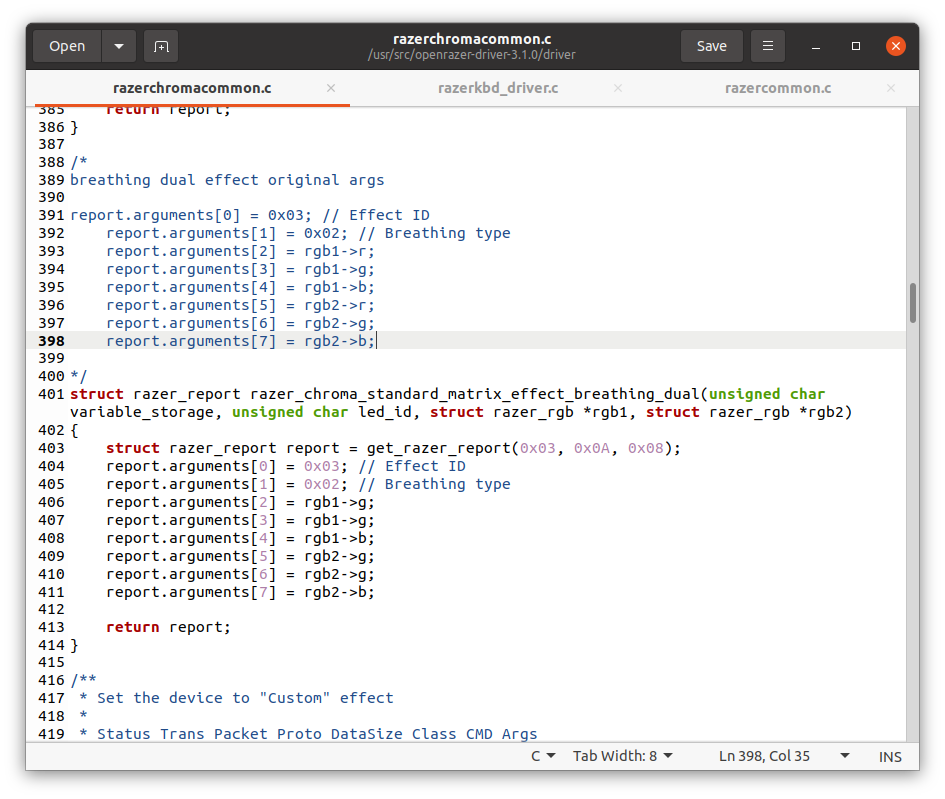 Open
razerchromacommon.c
/usr/src/openrazer-driver-3.1.0/driver
Save
razerchromacommon.c
razerkbd_driver.c
razercommon.c
385     return report;
386 }
387
388 /*
389 breathing dual effect original args
390
391 report.arguments[0] = 0x03; // Effect ID
392     report.arguments[1] = 0x02; // Breathing type
393     report.arguments[2] = rgb1->r;
394     report.arguments[3] = rgb1->g;
395     report.arguments[4] = rgb1->b;
396     report.arguments[5] = rgb2->r;
397     report.arguments[6] = rgb2->g;
398     report.arguments[7] = rgb2->b;
399
400 */
401 struct razer_report razer_chroma_standard_matrix_effect_breathing_dual(unsigned char
variable_storage, unsigned char led_id, struct razer_rgb *rgb1, struct razer_rgb *rgb2)
402 {
403     struct razer_report report = get_razer_report(0x03, 0x0A, 0x08);
404     report.arguments[0] = 0x03; // Effect ID
405     report.arguments[1] = 0x02; // Breathing type
406     report.arguments[2] = rgb1->g;
407     report.arguments[3] = rgb1->g;
408     report.arguments[4] = rgb1->b;
409     report.arguments[5] = rgb2->g;
410     report.arguments[6] = rgb2->g;
411     report.arguments[7] = rgb2->b;
412
413     return report;
414 }
415
416 /**
417  * Set the device to "Custom" effect
418  *
419  * Status Trans Packet Proto DataSize Class CMD Args
C
Tab Width: 8
Ln 398, Col 35
INS